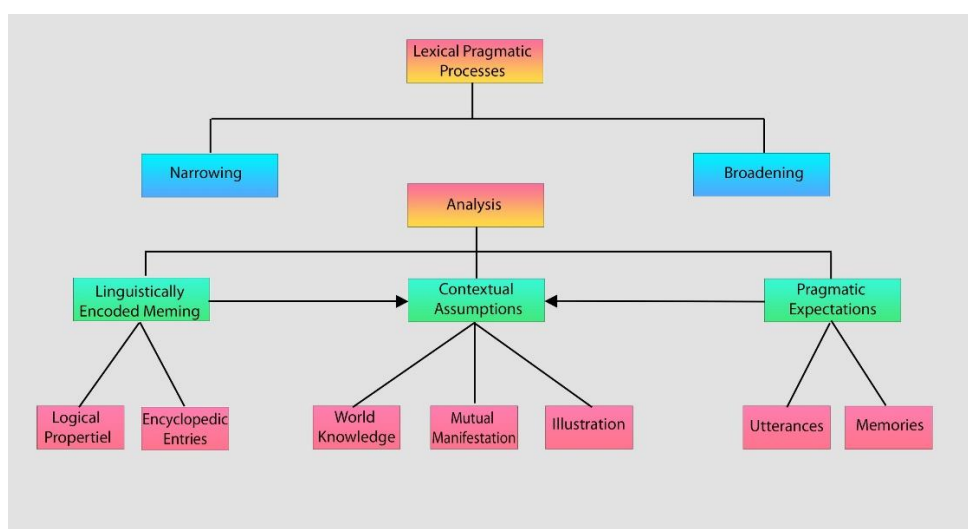 Lexical Pragmatic
Processes
Narrowing
Broadening
Analysis
Linguistically
Encoded Meming
Contextual
Assumptions
Pragmatic
Expectations
Logical
Propertiel
Encyclopedic
Entries
World
Knowledge
Mutual
Manifestation
Illustration
Utterances
Memories